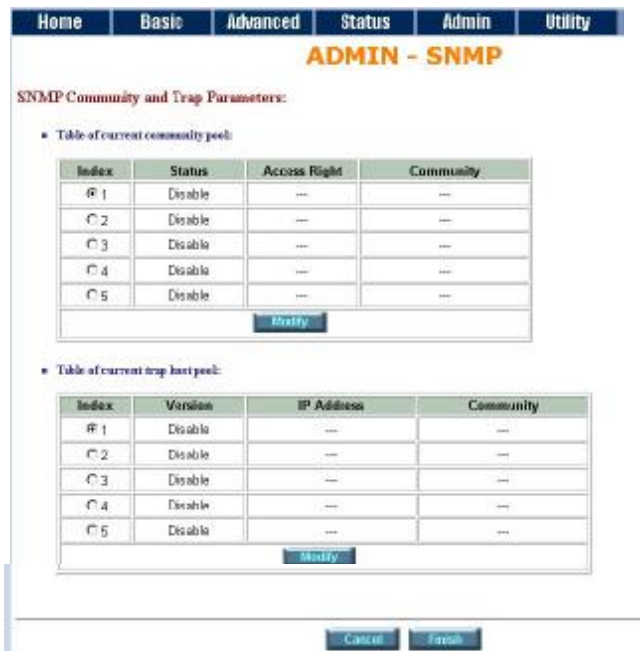 Home Basic Advanced Status Admin Utility
ADMIN - SNMP
SNMP Community and Trap Parameters:
Table of current community pool:
Index Status Access Right Community
1 Disable --- ---
2 Disable --- ---
3 Disable --- ---
4 Disable --- ---
5 Disable --- ---
Modify
Table of current trap host pool:
Index Version IP Address Community
1 Disable --- ---
2 Disable --- ---
3 Disable --- ---
4 Disable --- ---
5 Disable --- ---
Modify
Cancel Finish